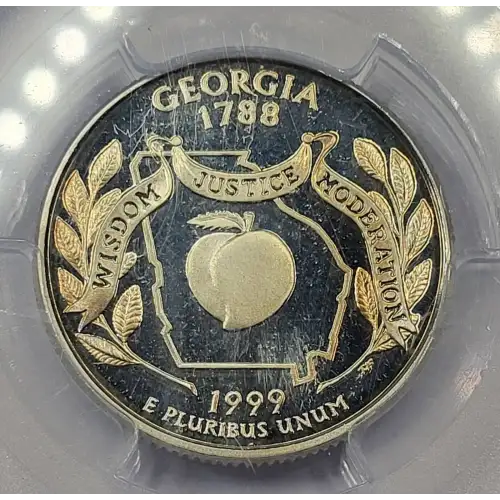 GEORGIA
1788
WISDOM
JUSTICE
MODERATION
1999
E PLURIBUS UNUM